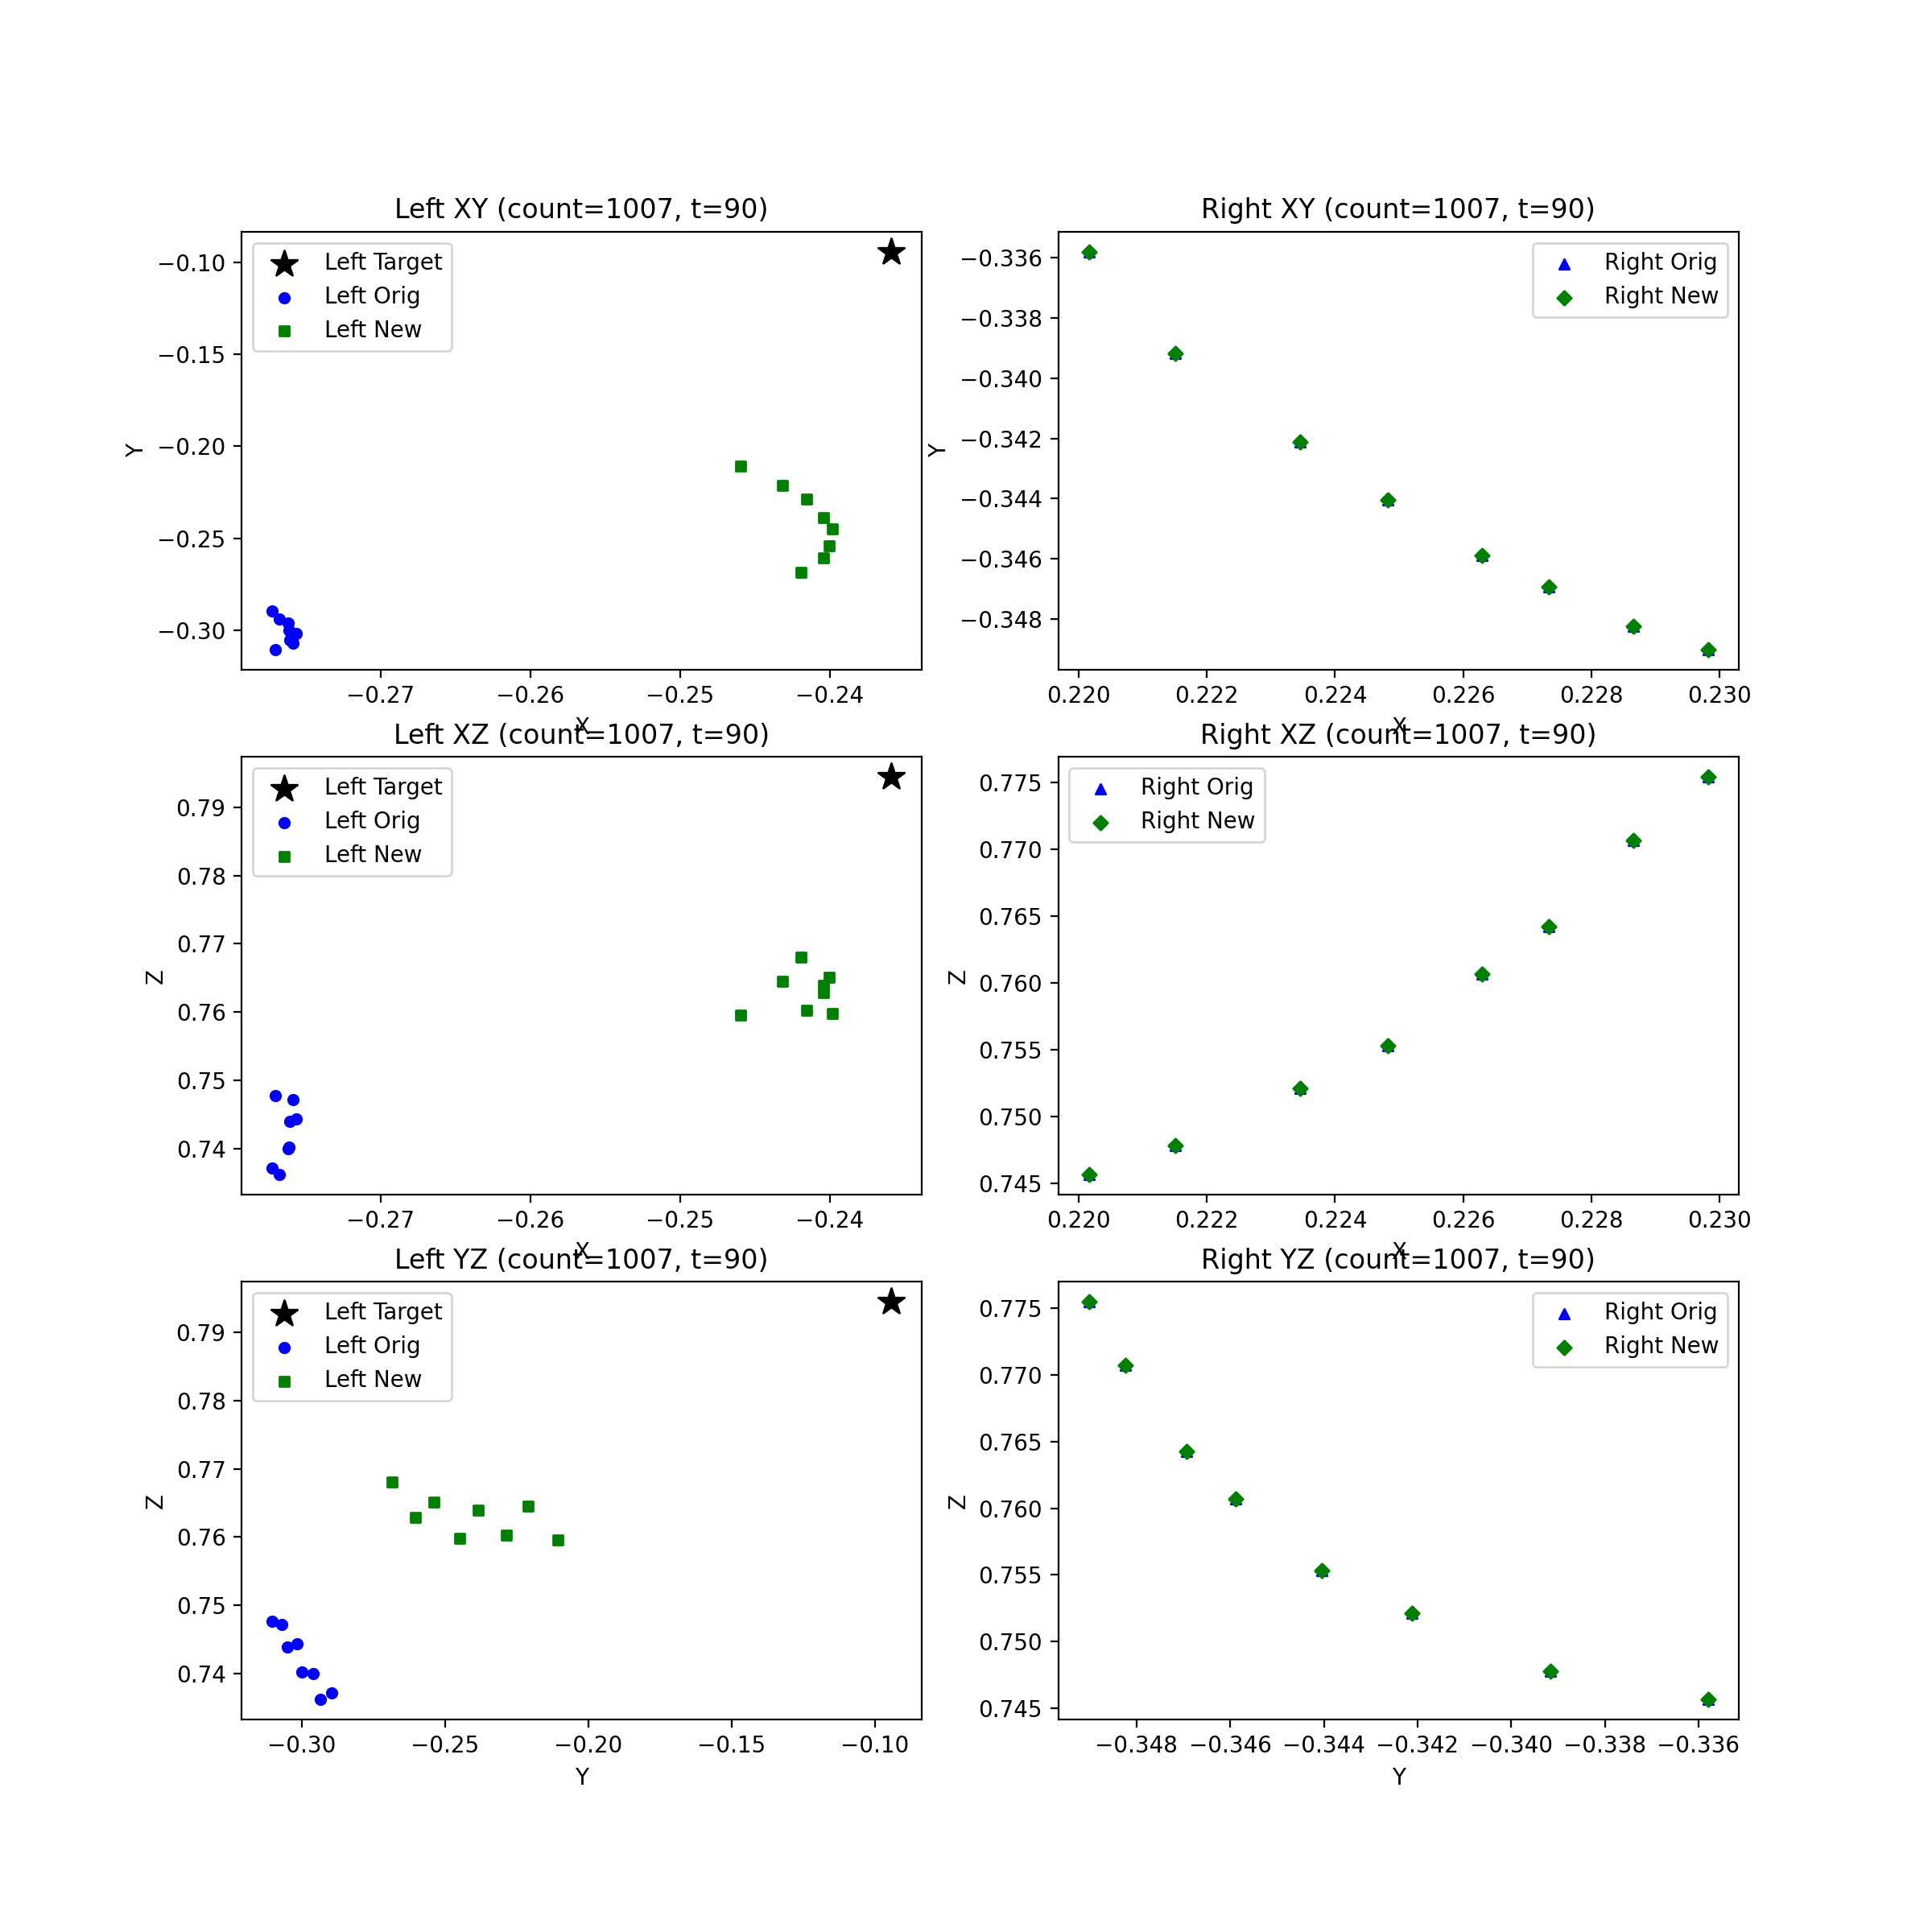 Left XY (count=1007, t=90)
Left Target
Left Orig
Left New
Y
−0.10
−0.15
−0.20
−0.25
−0.30
−0.27
−0.26
−0.25
−0.24
X
Right XY (count=1007, t=90)
Right Orig
Right New
Y
−0.336
−0.338
−0.340
−0.342
−0.344
−0.346
−0.348
0.220
0.222
0.224
0.226
0.228
0.230
X
Left XZ (count=1007, t=90)
Left Target
Left Orig
Left New
Z
0.79
0.78
0.77
0.76
0.75
0.74
−0.27
−0.26
−0.25
−0.24
X
Right XZ (count=1007, t=90)
Right Orig
Right New
Z
0.775
0.770
0.765
0.760
0.755
0.750
0.745
0.220
0.222
0.224
0.226
0.228
0.230
X
Left YZ (count=1007, t=90)
Left Target
Left Orig
Left New
Z
0.79
0.78
0.77
0.76
0.75
0.74
−0.30
−0.25
−0.20
−0.15
−0.10
Y
Right YZ (count=1007, t=90)
Right Orig
Right New
Z
0.775
0.770
0.765
0.760
0.755
0.750
0.745
−0.348
−0.346
−0.344
−0.342
−0.340
−0.338
−0.336
Y